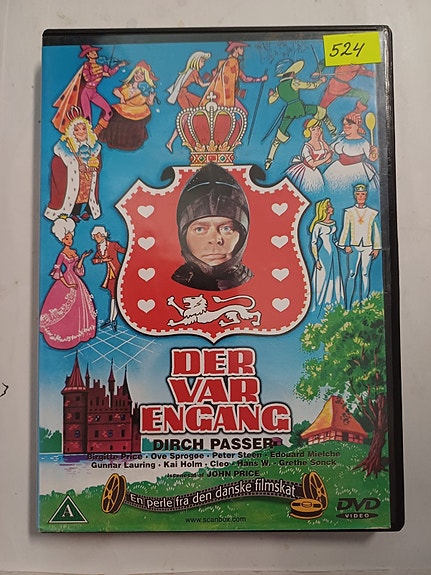 524
DER
VAR
ENGANG
DIRCH PASSER
Birgitte Price · Ove Sprogøe · Peter Steen · Edouard Mielche
Gunnar Lauring · Kai Holm · Cleo · Hans W. · Grethe Sønck
JOHN PRICE
A
En perle fra den danske filmskat
DVD
VIDEO
www.scanbox.com